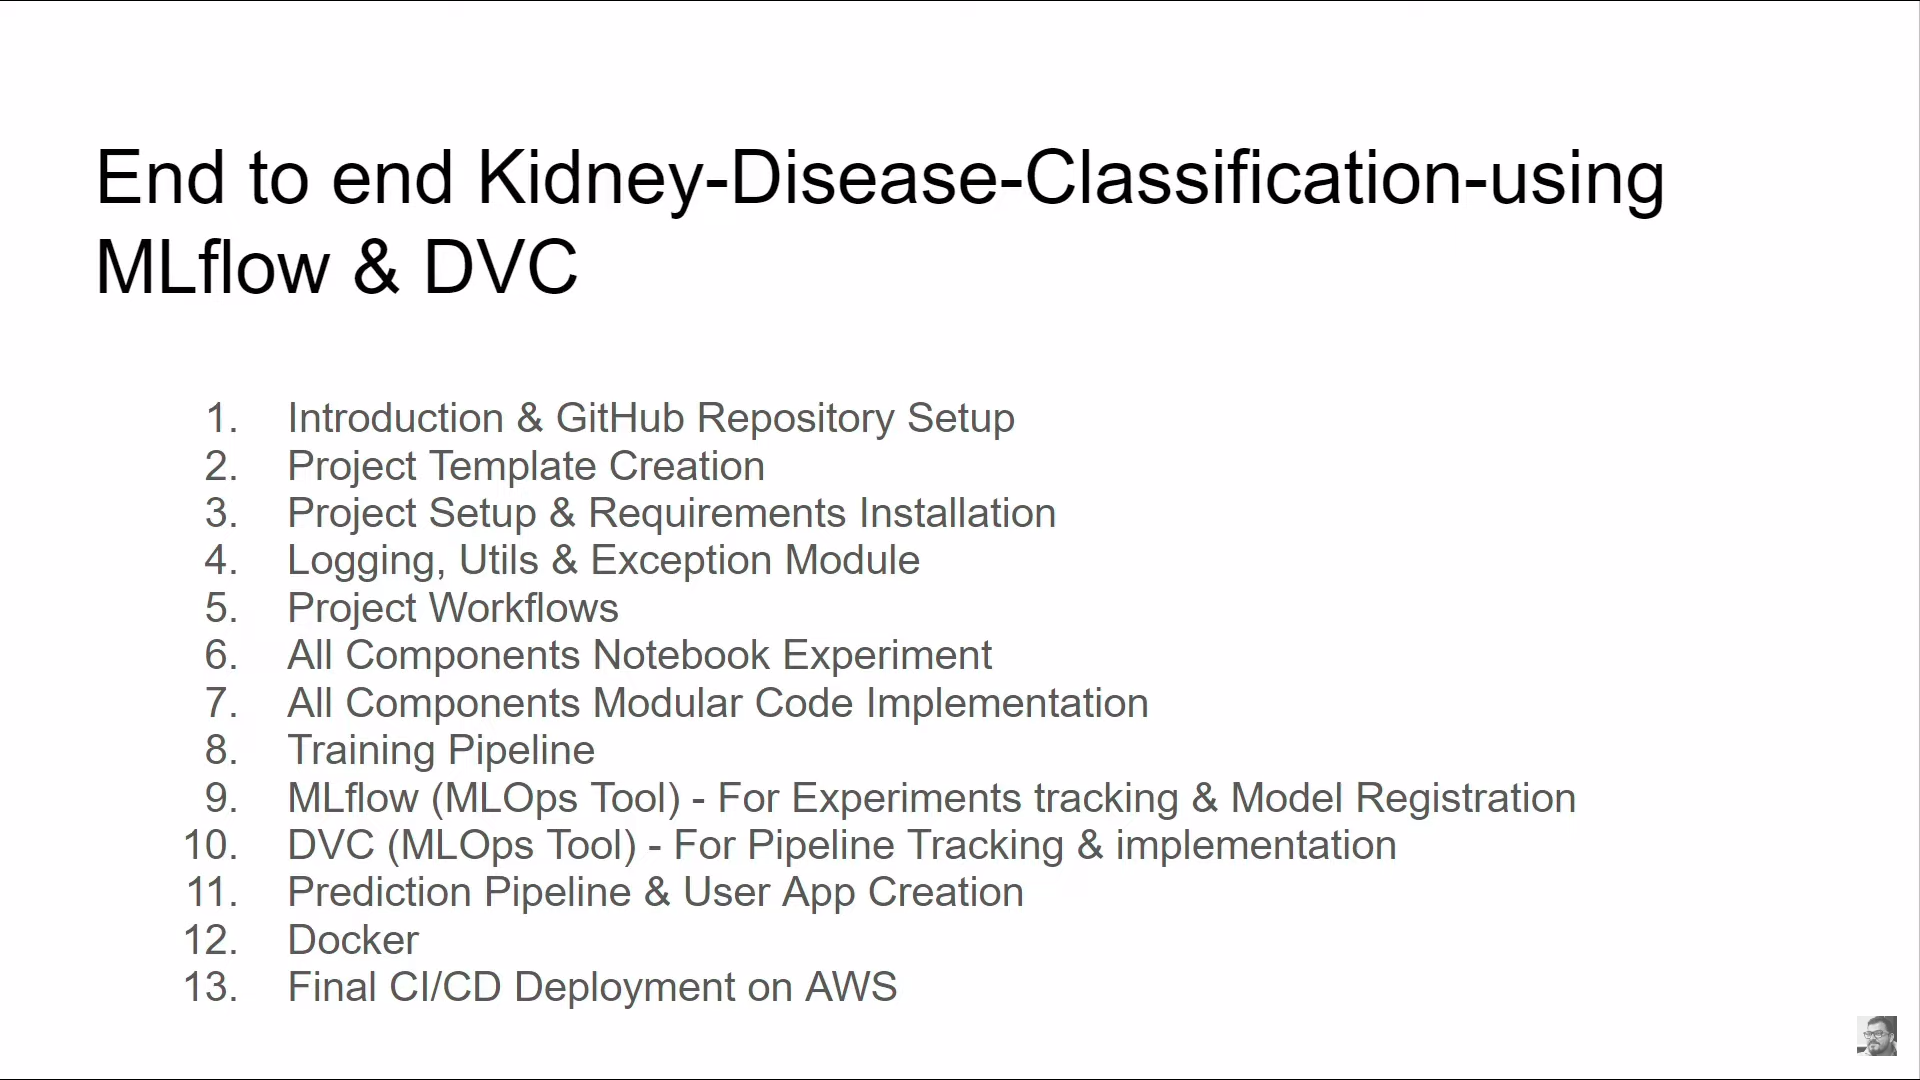 End to end Kidney-Disease-Classification-using
MLflow & DVC
1. Introduction & GitHub Repository Setup
2. Project Template Creation
3. Project Setup & Requirements Installation
4. Logging, Utils & Exception Module
5. Project Workflows
6. All Components Notebook Experiment
7. All Components Modular Code Implementation
8. Training Pipeline
9. MLflow (MLOps Tool) - For Experiments tracking & Model Registration
10. DVC (MLOps Tool) - For Pipeline Tracking & implementation
11. Prediction Pipeline & User App Creation
12. Docker
13. Final CI/CD Deployment on AWS